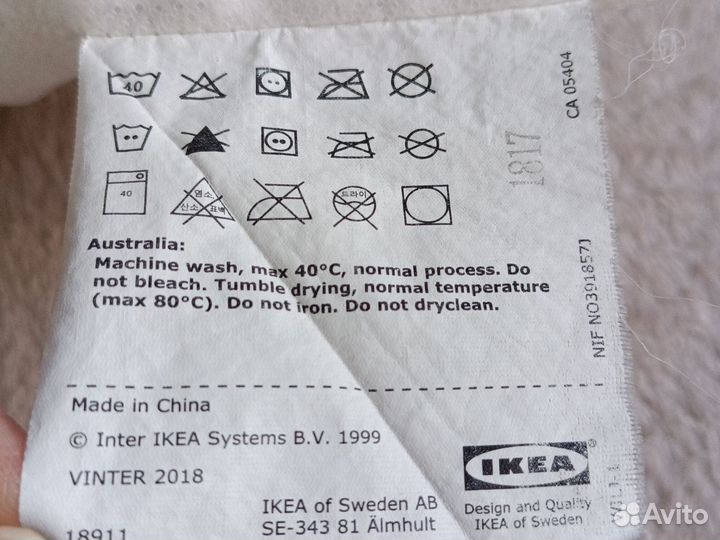 40
40
염소
산소 표백
드라이
Australia:
Machine wash, max 40°C, normal process. Do
not bleach. Tumble drying, normal temperature
(max 80°C). Do not iron. Do not dryclean.
Made in China
© Inter IKEA Systems B.V. 1999
VINTER 2018
18911
IKEA of Sweden AB
SE-343 81 Älmhult
IKEA
Design and Quality
IKEA of Sweden
CA 05404
1817
NIF NO3918571
Avito